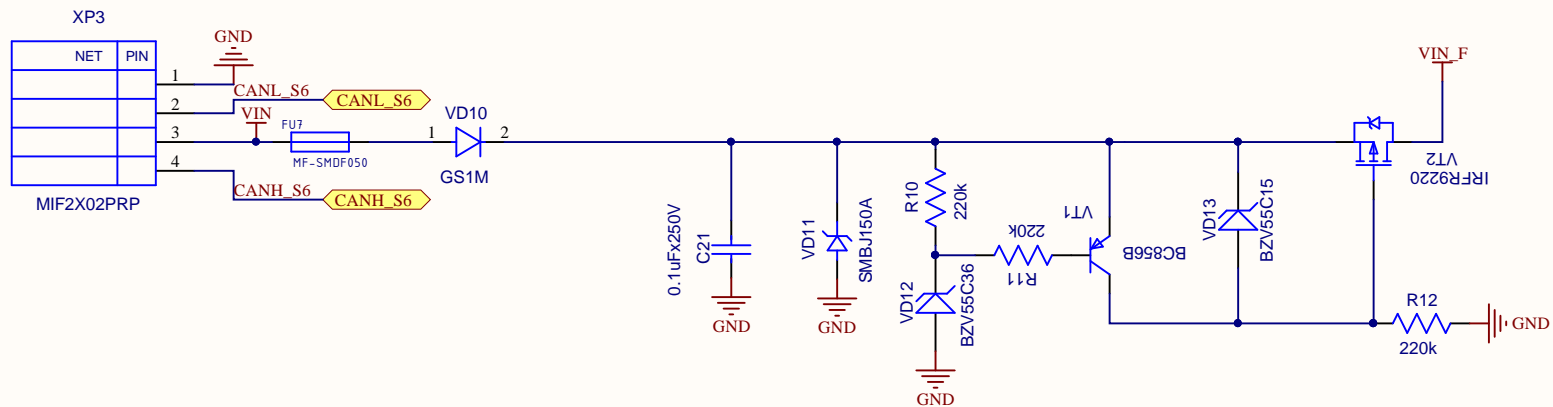 XP3
GND
NET PIN
1
CANL_S6
CANL_S6
2
VIN
3
FU7
MF-SMDF050
VD10
1
2
GS1M
4
CANH_S6
CANH_S6
MIF2X02PRP
0.1uFx250V
C21
GND
VD11
SMBJ150A
GND
R10
220k
220k
R11
VD12
BZV55C36
GND
VT1
BC856B
VD13
BZV55C15
VIN_F
VT2
IRFR9220
R12
220k
GND